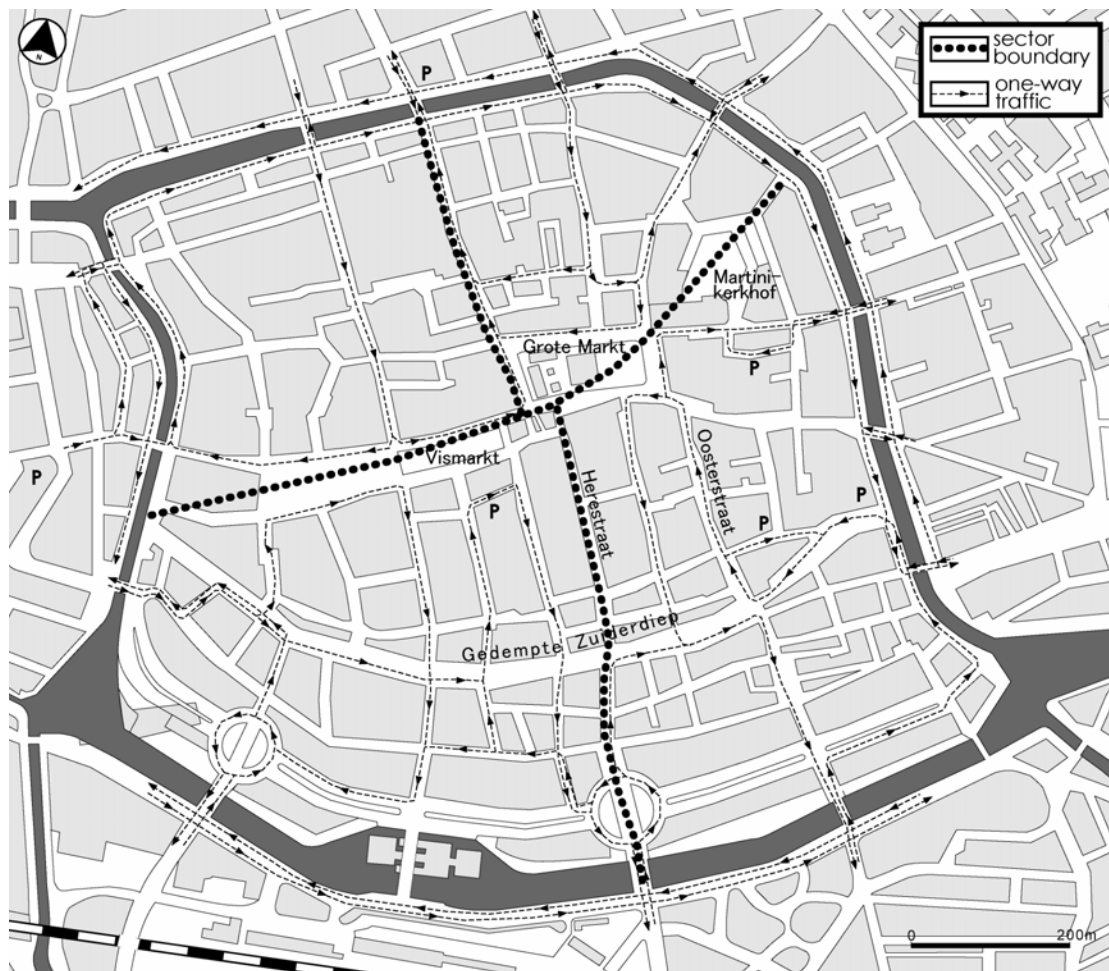 N
sector
boundary
one-way
traffic
P
Martini-
kerkhof
Grote Markt
P
Vismarkt
P
P
Herestraat
Oosterstraat
P
P
Gedempte Zuiderdiep
0
200m